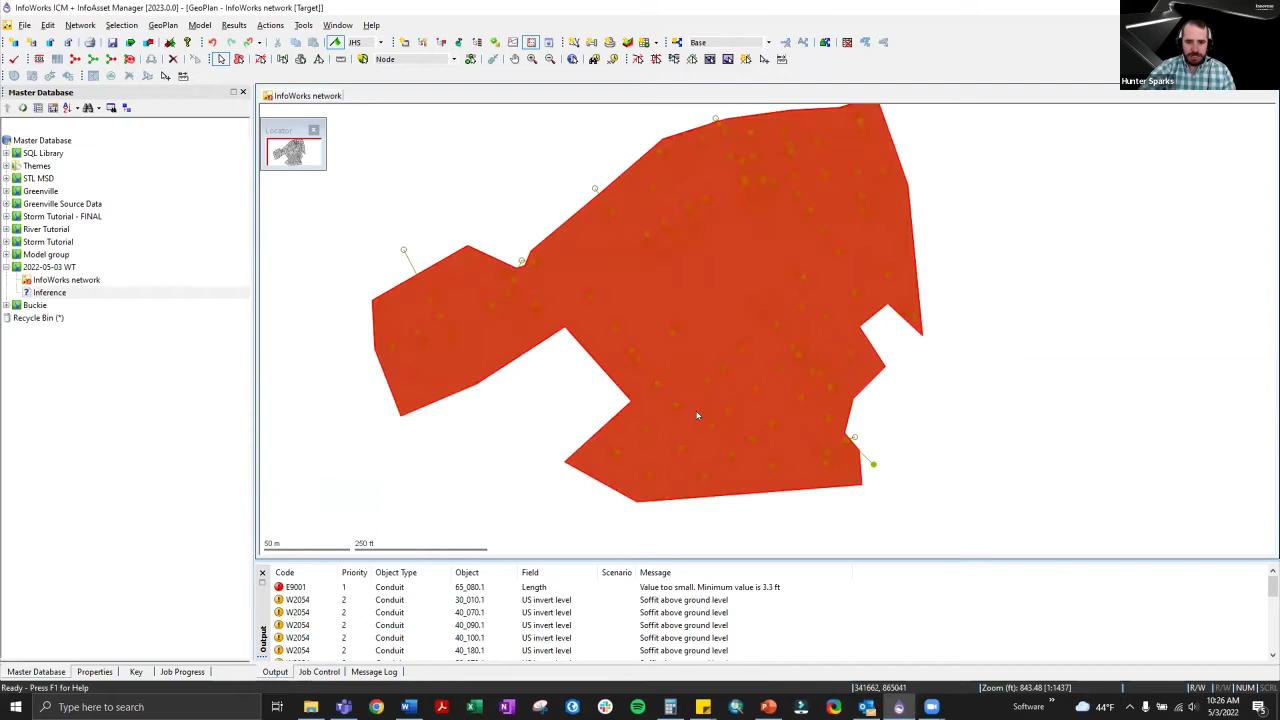 InfoWorks ICM + InfoAsset Manager [2023.0.0] - [GeoPlan - InfoWorks network [Target]]
File Edit Network Selection GeoPlan Model Results Actions Tools Window Help
JHS
Base
Node
Master Database
InfoWorks network
Locator
Master Database
SQL Library
Themes
STL MSD
Greenville
Greenville Source Data
Storm Tutorial - FINAL
River Tutorial
Storm Tutorial
Model group
2022-05-03 WT
InfoWorks network
Inference
Buckie
Recycle Bin (*)
Hunter Sparks
innovyze
50 m 250 ft
Output
Code Priority Object Type Object Field Scenario Message
E9001 1 Conduit 65_080.1 Length Value too small. Minimum value is 3.3 ft
W2054 2 Conduit 30_010.1 US invert level Soffit above ground level
W2054 2 Conduit 40_070.1 US invert level Soffit above ground level
W2054 2 Conduit 40_090.1 US invert level Soffit above ground level
W2054 2 Conduit 40_100.1 US invert level Soffit above ground level
W2054 2 Conduit 40_180.1 US invert level Soffit above ground level
Master Database Properties Key Job Progress Output Job Control Message Log
Ready - Press F1 for Help 341662, 865041 Zoom (ft): 843.48 [1:1437] R/W R/W NUM SCRL
Type here to search
Software 44°F 10:26 AM
5/3/2022